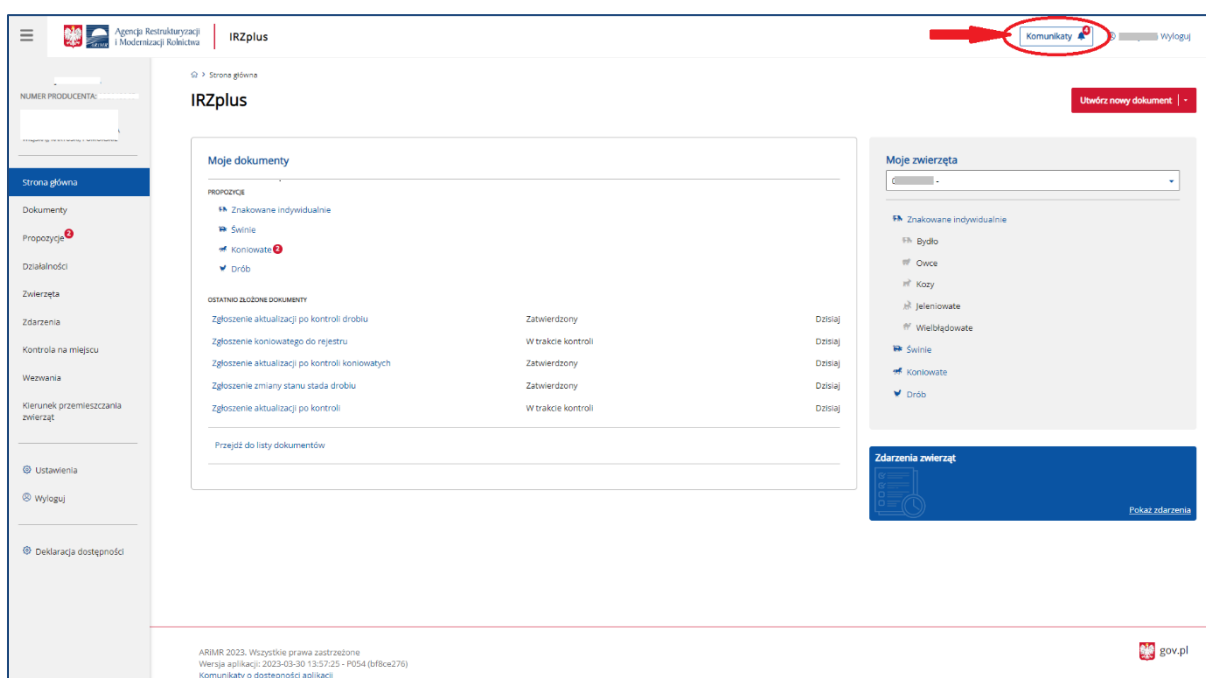 Agencja Restrukturyzacji
i Modernizacji Rolnictwa
IRZplus
Komunikaty 4
Wyloguj
NUMER PRODUCENTA:
Strona główna
Dokumenty
Propozycje 2
Działalności
Zwierzęta
Zdarzenia
Kontrola na miejscu
Wezwania
Kierunek przemieszczania
zwierząt
Ustawienia
Wyloguj
Deklaracja dostępności
Strona główna
IRZplus
Utwórz nowy dokument
Moje dokumenty
PROPOZYCJE
Znakowane indywidualnie
Świnie
Koniowate 2
Drób
OSTATNIO ZŁOŻONE DOKUMENTY
Zgłoszenie aktualizacji po kontroli drobiu Zatwierdzony Dzisiaj
Zgłoszenie koniowatego do rejestru W trakcie kontroli Dzisiaj
Zgłoszenie aktualizacji po kontroli koniowatych Zatwierdzony Dzisiaj
Zgłoszenie zmiany stanu stada drobiu Zatwierdzony Dzisiaj
Zgłoszenie aktualizacji po kontroli W trakcie kontroli Dzisiaj
Przejdź do listy dokumentów
Moje zwierzęta
Znakowane indywidualnie
Bydło
Owce
Kozy
Jeleniowate
Wielbłądowate
Świnie
Koniowate
Drób
Zdarzenia zwierząt
Pokaż zdarzenia
ARiMR 2023. Wszystkie prawa zastrzeżone
Wersja aplikacji: 2023-03-30 13:57:25 - P054 (bf8ce276)
Komunikaty o dostępności aplikacji
gov.pl